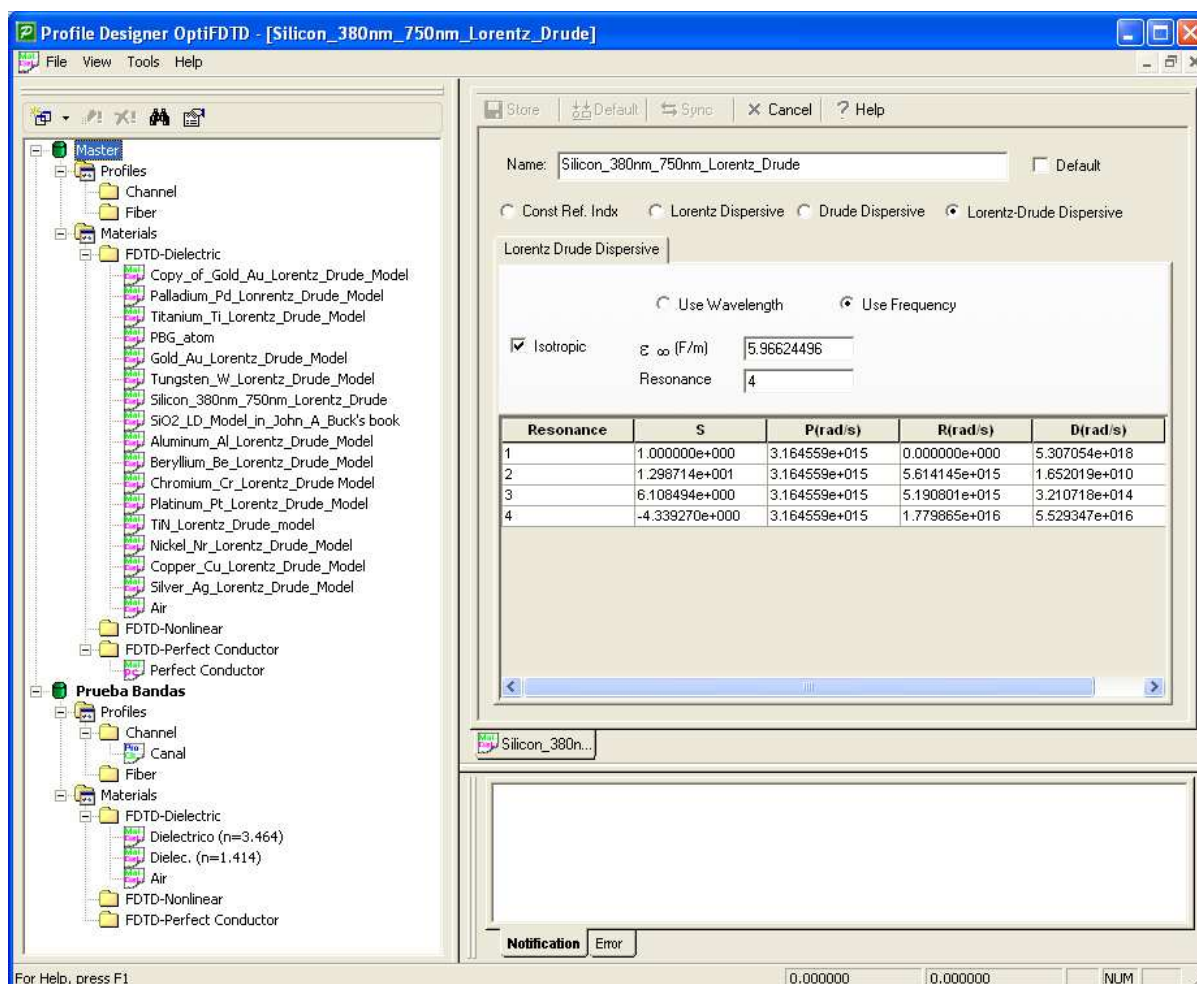 Profile Designer OptiFDTD - [Silicon_380nm_750nm_Lorentz_Drude]
File View Tools Help
Master
Profiles
Channel
Fiber
Materials
FDTD-Dielectric
Copy_of_Gold_Au_Lorentz_Drude_Model
Palladium_Pd_Lonrentz_Drude_Model
Titanium_Ti_Lorentz_Drude_Model
PBG_atom
Gold_Au_Lorentz_Drude_Model
Tungsten_W_Lorentz_Drude_Model
Silicon_380nm_750nm_Lorentz_Drude
SiO2_LD_Model_in_John_A_Buck's book
Aluminum_Al_Lorentz_Drude_Model
Beryllium_Be_Lorentz_Drude_Model
Chromium_Cr_Lorentz_Drude_Model
Platinum_Pt_Lorentz_Drude_Model
TiN_Lorentz_Drude_model
Nickel_Nr_Lorentz_Drude_Model
Copper_Cu_Lorentz_Drude_Model
Silver_Ag_Lorentz_Drude_Model
Air
FDTD-Nonlinear
FDTD-Perfect Conductor
Perfect Conductor
Prueba Bandas
Profiles
Channel
Canal
Fiber
Materials
FDTD-Dielectric
Dielectrico (n=3.464)
Dielec. (n=1.414)
Air
FDTD-Nonlinear
FDTD-Perfect Conductor
Store Default Sync Cancel ? Help
Name: Silicon_380nm_750nm_Lorentz_Drude Default
Const Ref. Indx Lorentz Dispersive Drude Dispersive Lorentz-Drude Dispersive
Lorentz Drude Dispersive
Use Wavelength Use Frequency
Isotropic ε ∞ (F/m) 5.96624496
Resonance 4
Resonance S P(rad/s) R(rad/s) D(rad/s)
1 1.000000e+000 3.164559e+015 0.000000e+000 5.307054e+018
2 1.298714e+001 3.164559e+015 5.614145e+015 1.652019e+010
3 6.108494e+000 3.164559e+015 5.190801e+015 3.210718e+014
4 -4.339270e+000 3.164559e+015 1.779865e+016 5.529347e+016
Silicon_380n...
Notification Error
For Help, press F1 0.000000 0.000000 NUM